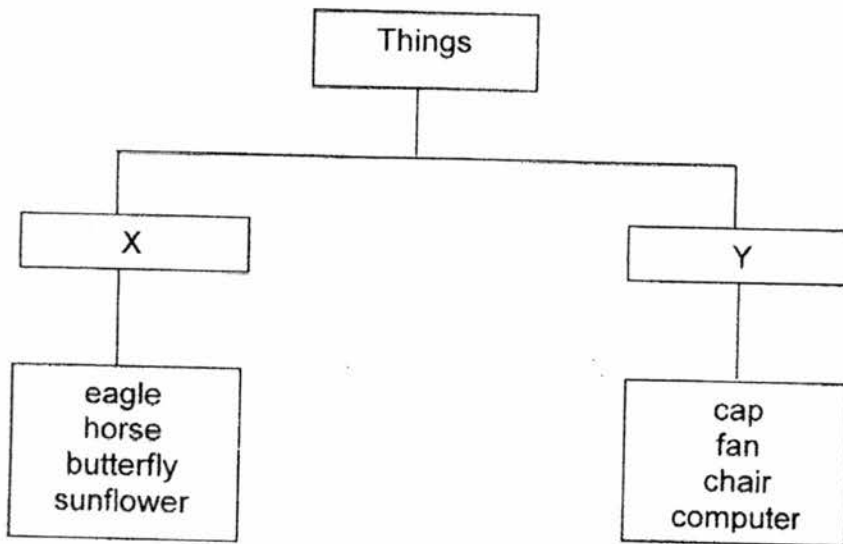 Things
X
Y
eagle
horse
butterfly
sunflower
cap
fan
chair
computer